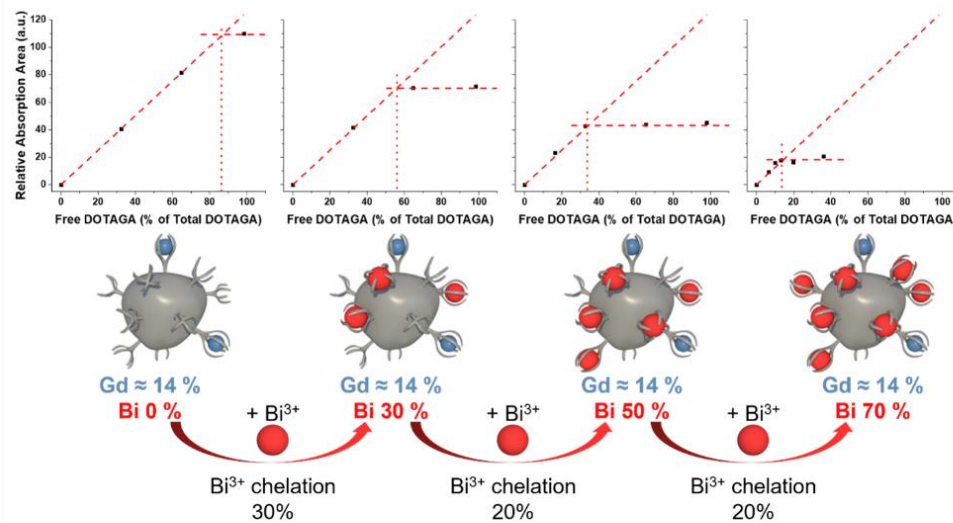 Relative Absorption Area (a.u.)
120
100
80
60
40
20
0
0 20 40 60 80 100
0 20 40 60 80 100
0 20 40 60 80 100
0 20 40 60 80 100
Free DOTAGA (% of Total DOTAGA)
Free DOTAGA (% of Total DOTAGA)
Free DOTAGA (% of Total DOTAGA)
Free DOTAGA (% of Total DOTAGA)
Gd ≈ 14 %
Bi 0 %
Gd ≈ 14 %
Bi 30 %
Gd ≈ 14 %
Bi 50 %
Gd ≈ 14 %
Bi 70 %
+ Bi³⁺
+ Bi³⁺
+ Bi³⁺
Bi³⁺ chelation
30%
Bi³⁺ chelation
20%
Bi³⁺ chelation
20%